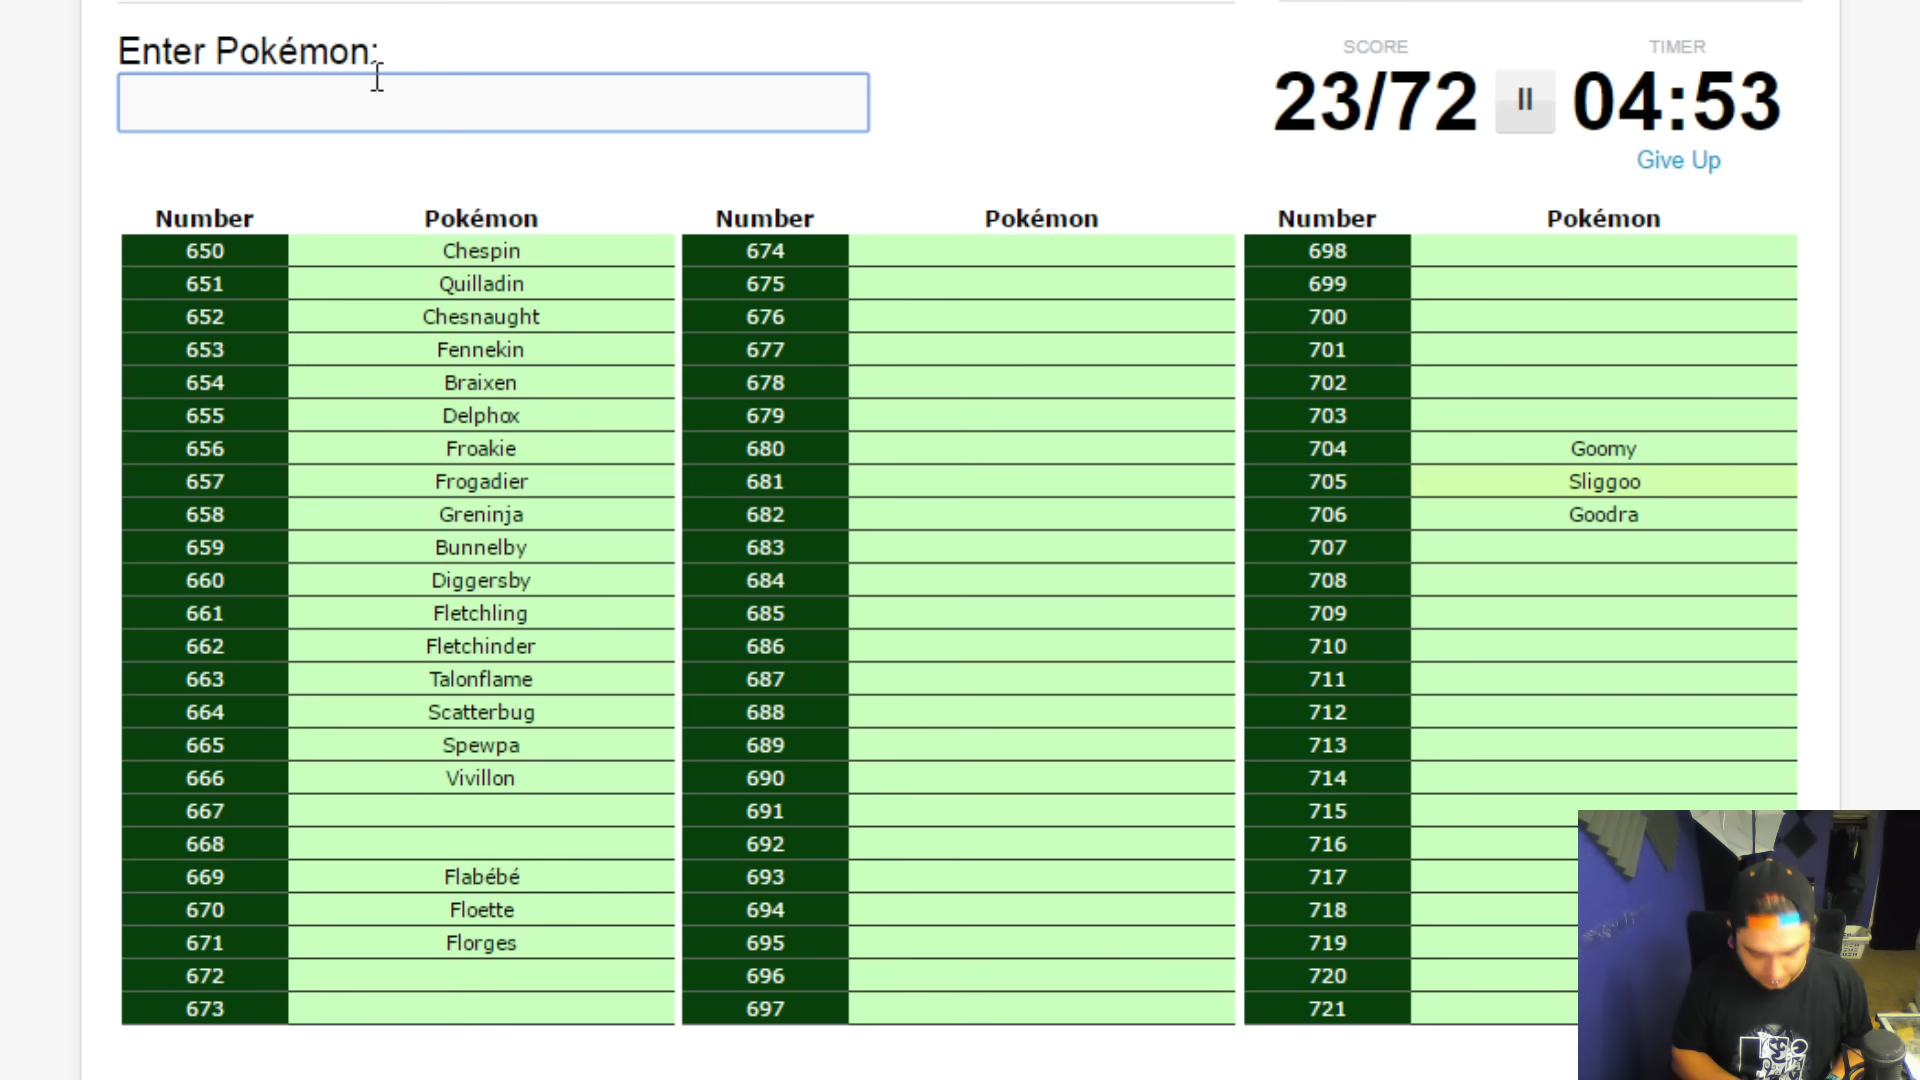 Enter Pokémon:
SCORE
TIMER
23/72
04:53
Give Up
Number Pokémon Number Pokémon Number Pokémon
650 Chespin 674 698
651 Quilladin 675 699
652 Chesnaught 676 700
653 Fennekin 677 701
654 Braixen 678 702
655 Delphox 679 703
656 Froakie 680 704 Goomy
657 Frogadier 681 705 Sliggoo
658 Greninja 682 706 Goodra
659 Bunnelby 683 707
660 Diggersby 684 708
661 Fletchling 685 709
662 Fletchinder 686 710
663 Talonflame 687 711
664 Scatterbug 688 712
665 Spewpa 689 713
666 Vivillon 690 714
667 691 715
668 692 716
669 Flabébé 693 717
670 Floette 694 718
671 Florges 695 719
672 696 720
673 697 721